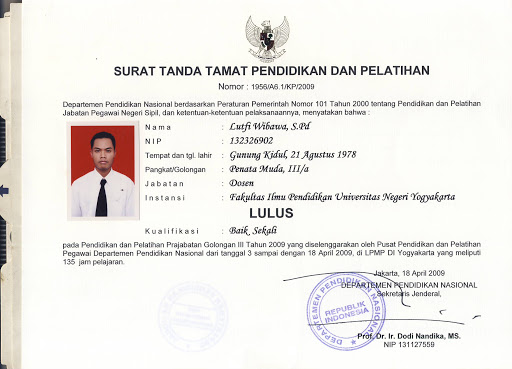 SURAT TANDA TAMAT PENDIDIKAN DAN PELATIHAN
Nomor : 1956/A6.1/KP/2009
Departemen Pendidikan Nasional berdasarkan Peraturan Pemerintah Nomor 101 Tahun 2000 tentang Pendidikan dan Pelatihan
Jabatan Pegawai Negeri Sipil, dan ketentuan-ketentuan pelaksanaannya, menyatakan bahwa :
Nama : Lutfi Wibawa, S.Pd
NIP : 132326902
Tempat dan tgl. lahir : Gunung Kidul, 21 Agustus 1978
Pangkat/Golongan : Penata Muda, III/a
Jabatan : Dosen
Instansi : Fakultas Ilmu Pendidikan Universitas Negeri Yogyakarta
LULUS
Kualifikasi : Baik Sekali
pada Pendidikan dan Pelatihan Prajabatan Golongan III Tahun 2009 yang diselenggarakan oleh Pusat Pendidikan dan Pelatihan
Pegawai Departemen Pendidikan Nasional dari tanggal 3 sampai dengan 18 April 2009, di LPMP DI Yogyakarta yang meliputi
135 jam pelajaran.
Jakarta, 18 April 2009
DEPARTEMEN PENDIDIKAN NASIONAL
Sekretaris Jenderal,
DEPARTEMEN PENDIDIKAN NASIONAL
REPUBLIK
INDONESIA
Prof. Dr. Ir. Dodi Nandika, MS.
NIP 131127559